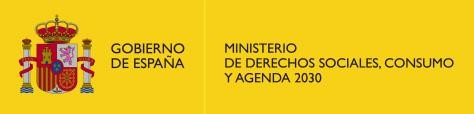 GOBIERNO
DE ESPAÑA
MINISTERIO
DE DERECHOS SOCIALES, CONSUMO
Y AGENDA 2030